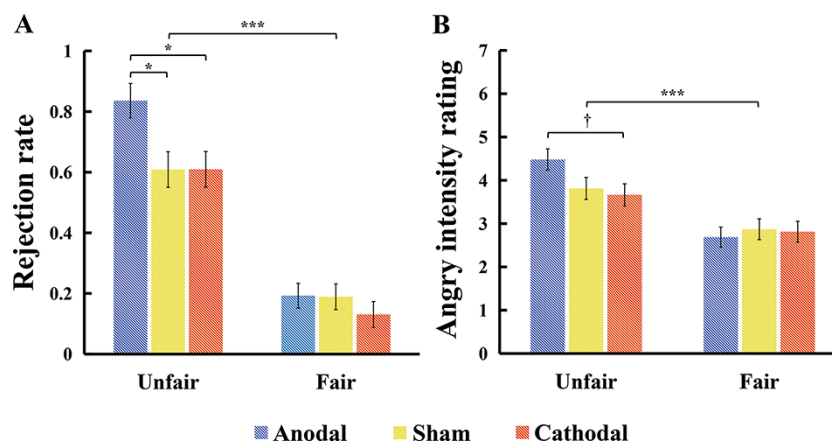 A
Rejection rate
1
0.8
0.6
0.4
0.2
0
*
*
***
Unfair
Fair
B
Angry intensity rating
7
6
5
4
3
2
1
0
†
***
Unfair
Fair
Anodal
Sham
Cathodal